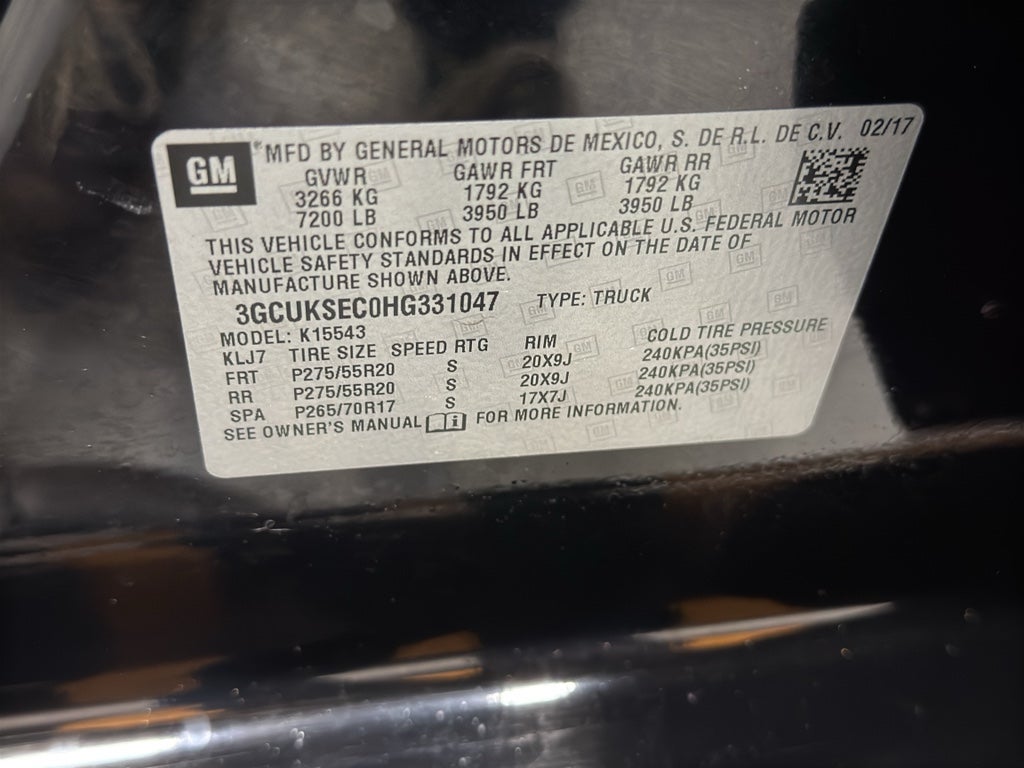 GM ® MFD BY GENERAL MOTORS DE MEXICO, S. DE R.L. DE C.V. 02/17
GVWR GAWR FRT GAWR RR
3266 KG 1792 KG 1792 KG
7200 LB 3950 LB 3950 LB
THIS VEHICLE CONFORMS TO ALL APPLICABLE U.S. FEDERAL MOTOR
VEHICLE SAFETY STANDARDS IN EFFECT ON THE DATE OF
MANUFACTURE SHOWN ABOVE.
3GCUKSEC0HG331047 TYPE: TRUCK
MODEL: K15543
KLJ7 TIRE SIZE SPEED RTG RIM COLD TIRE PRESSURE
FRT P275/55R20 S 20X9J 240KPA(35PSI)
RR P275/55R20 S 20X9J 240KPA(35PSI)
SPA P265/70R17 S 17X7J 240KPA(35PSI)
SEE OWNER'S MANUAL i FOR MORE INFORMATION.